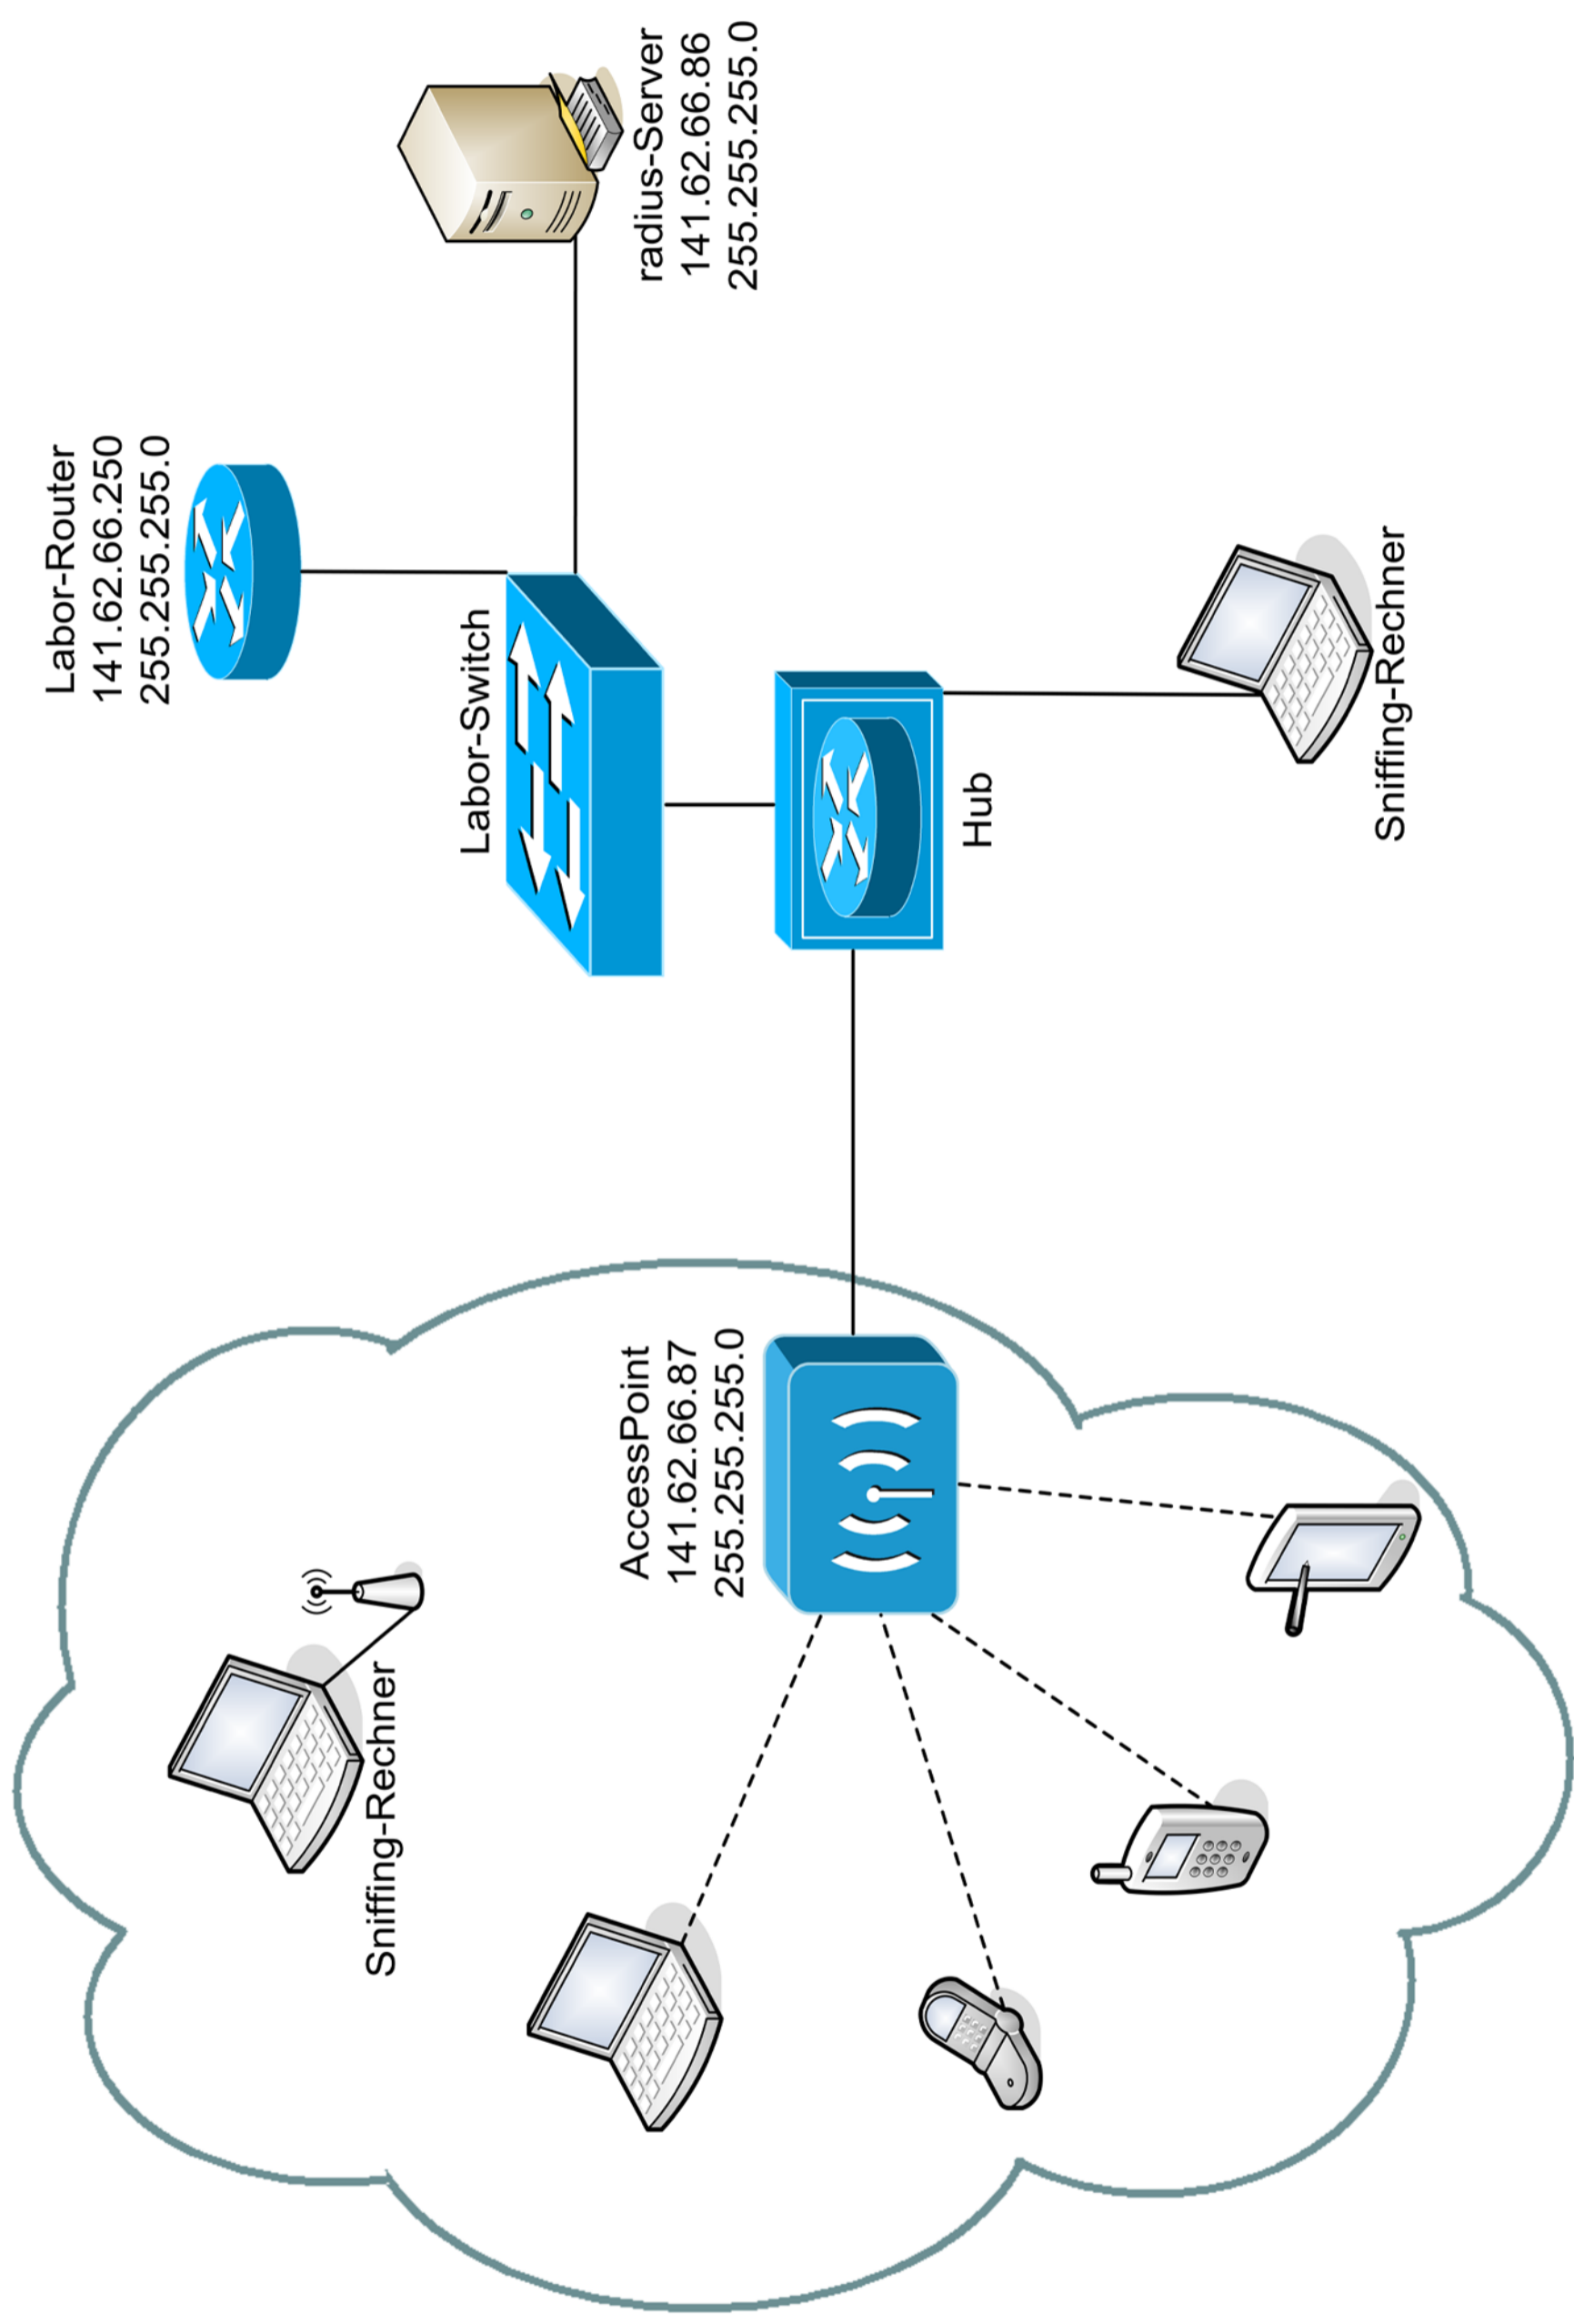 Labor-Router
141.62.66.250
255.255.255.0
Labor-Switch
radius-Server
141.62.66.86
255.255.255.0
Hub
Sniffing-Rechner
AccessPoint
141.62.66.87
255.255.255.0
Sniffing-Rechner